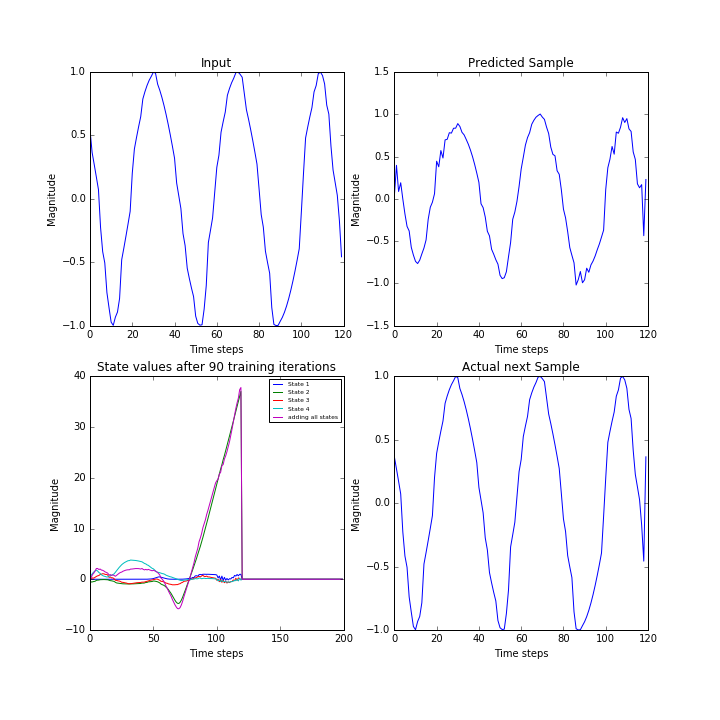 Input
1.0
0.5
0.0
−0.5
−1.0
Magnitude
0 20 40 60 80 100 120
Time steps
Predicted Sample
1.5
1.0
0.5
0.0
−0.5
−1.0
−1.5
Magnitude
0 20 40 60 80 100 120
Time steps
State values after 90 training iterations
40
30
20
10
0
−10
Magnitude
0 50 100 150 200
Time steps
State 1
State 2
State 3
State 4
adding all states
Actual next Sample
1.0
0.5
0.0
−0.5
−1.0
Magnitude
0 20 40 60 80 100 120
Time steps